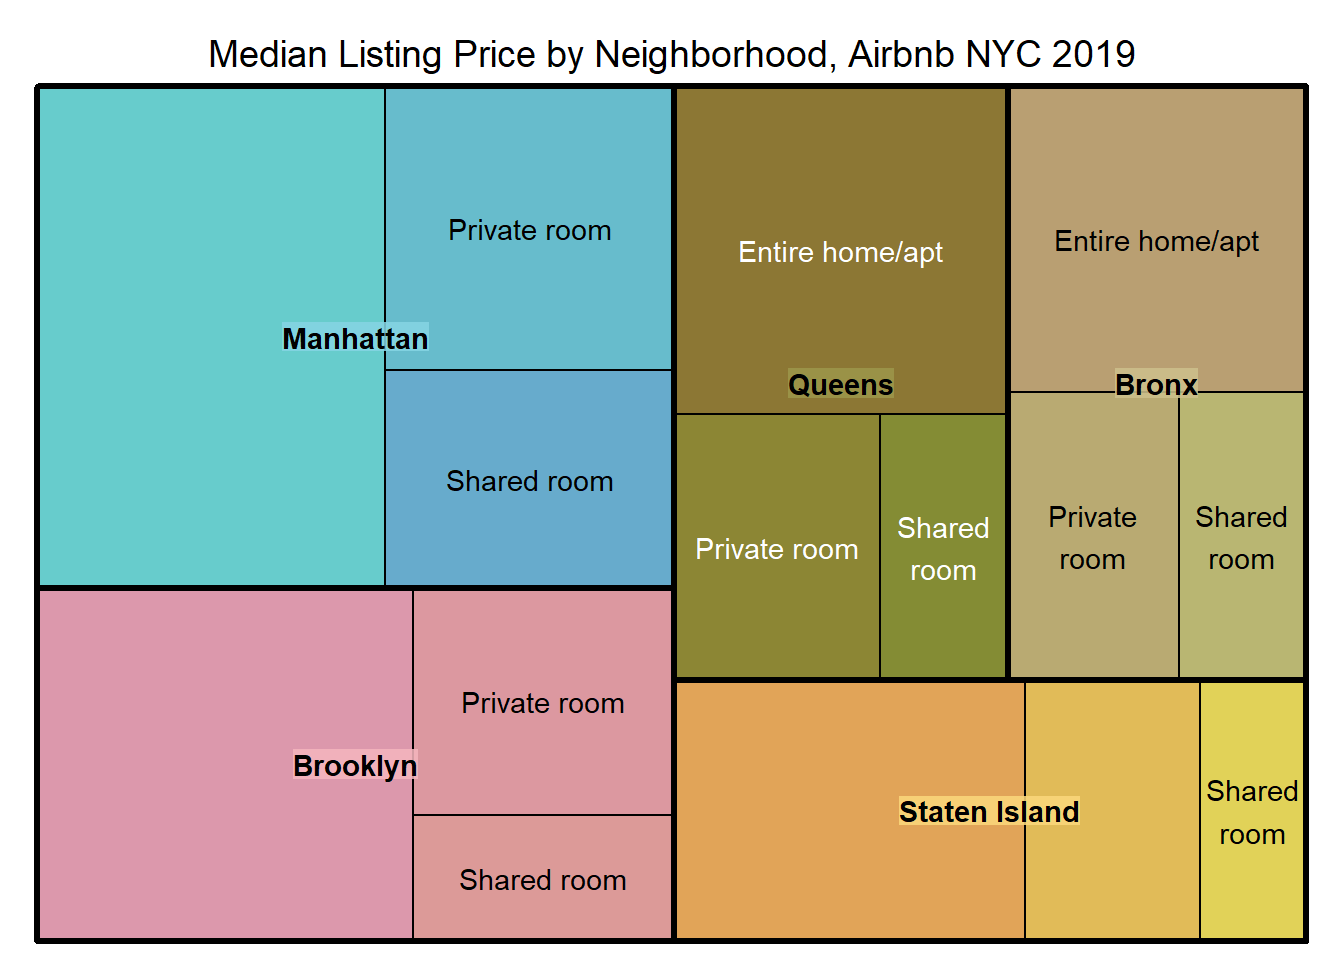 Median Listing Price by Neighborhood, Airbnb NYC 2019
Manhattan
Private room
Shared room
Brooklyn
Private room
Shared room
Queens
Entire home/apt
Private room
Shared
room
Bronx
Entire home/apt
Private
room
Shared
room
Staten Island
Shared
room